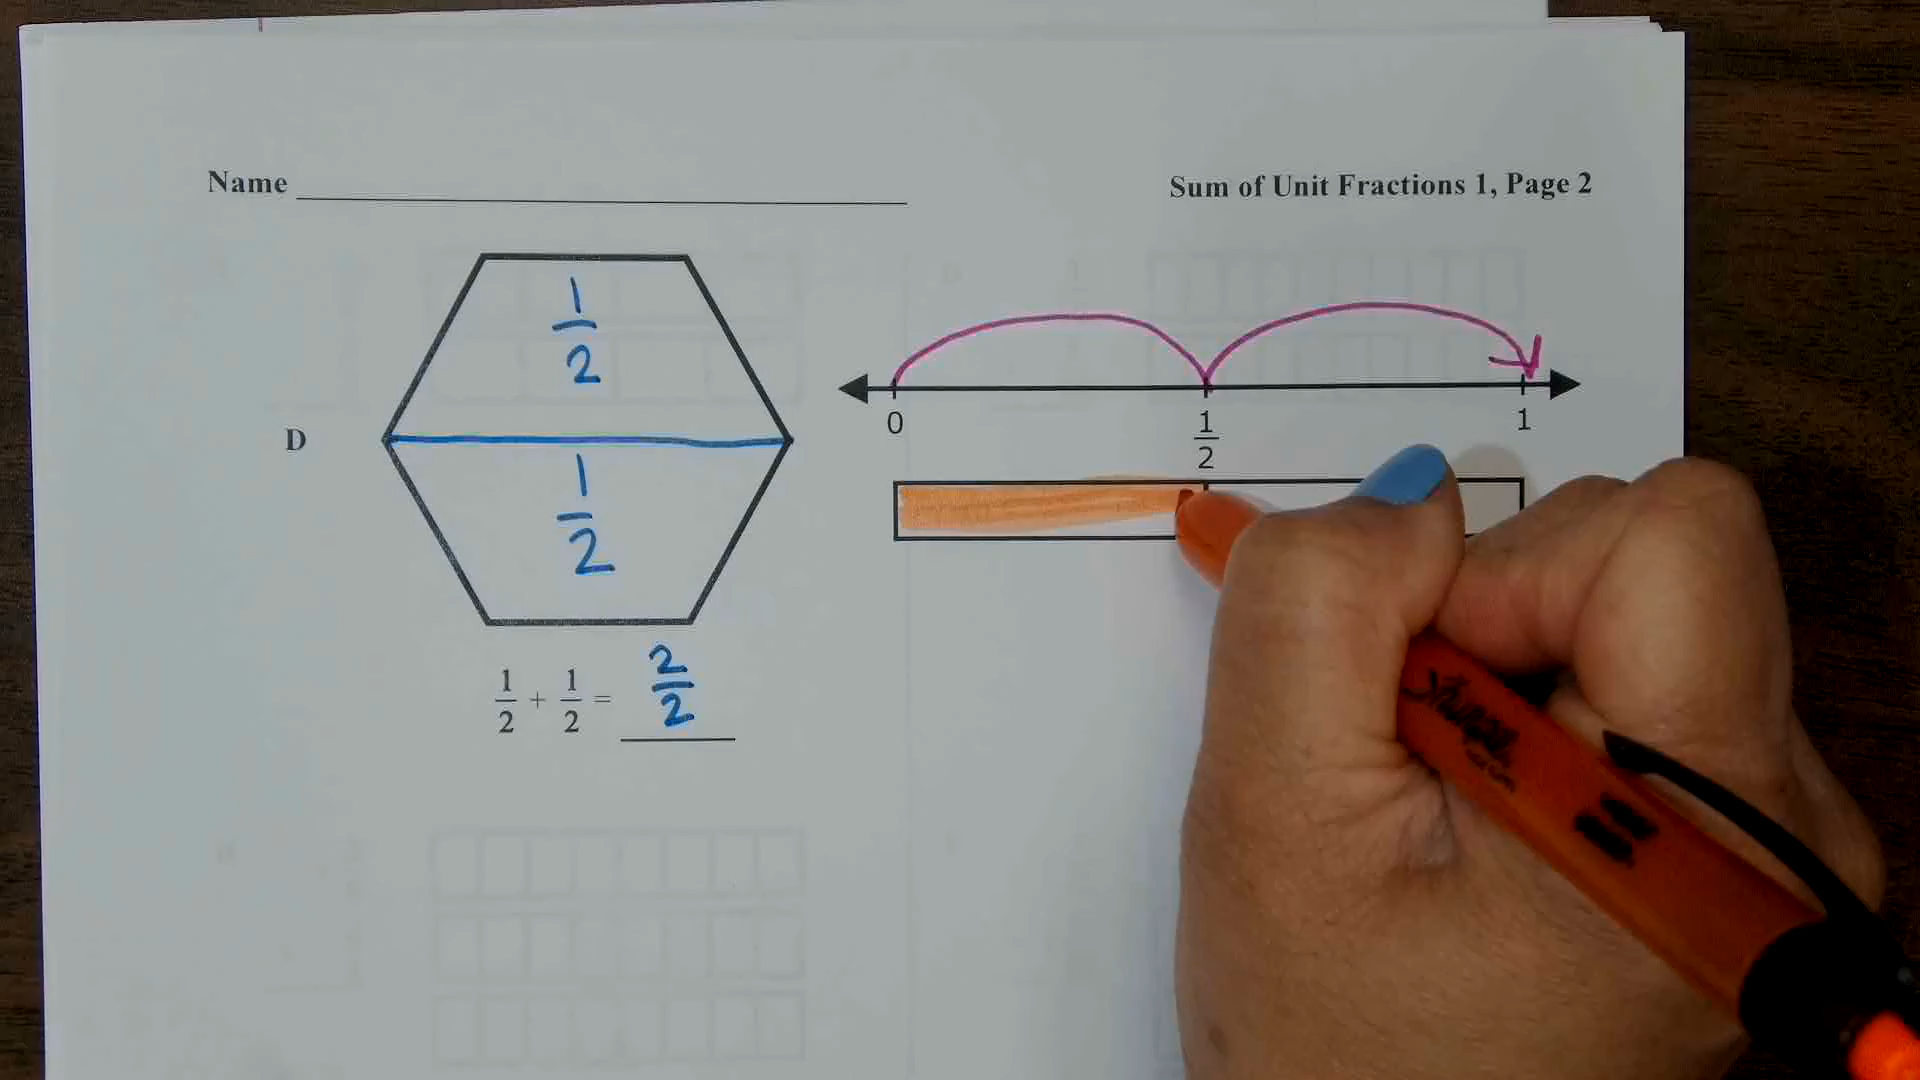 Name
Sum of Unit Fractions 1, Page 2
1/2
0 1/2 1
D
1/2
1/2 + 1/2 = 2/2
Sharpie